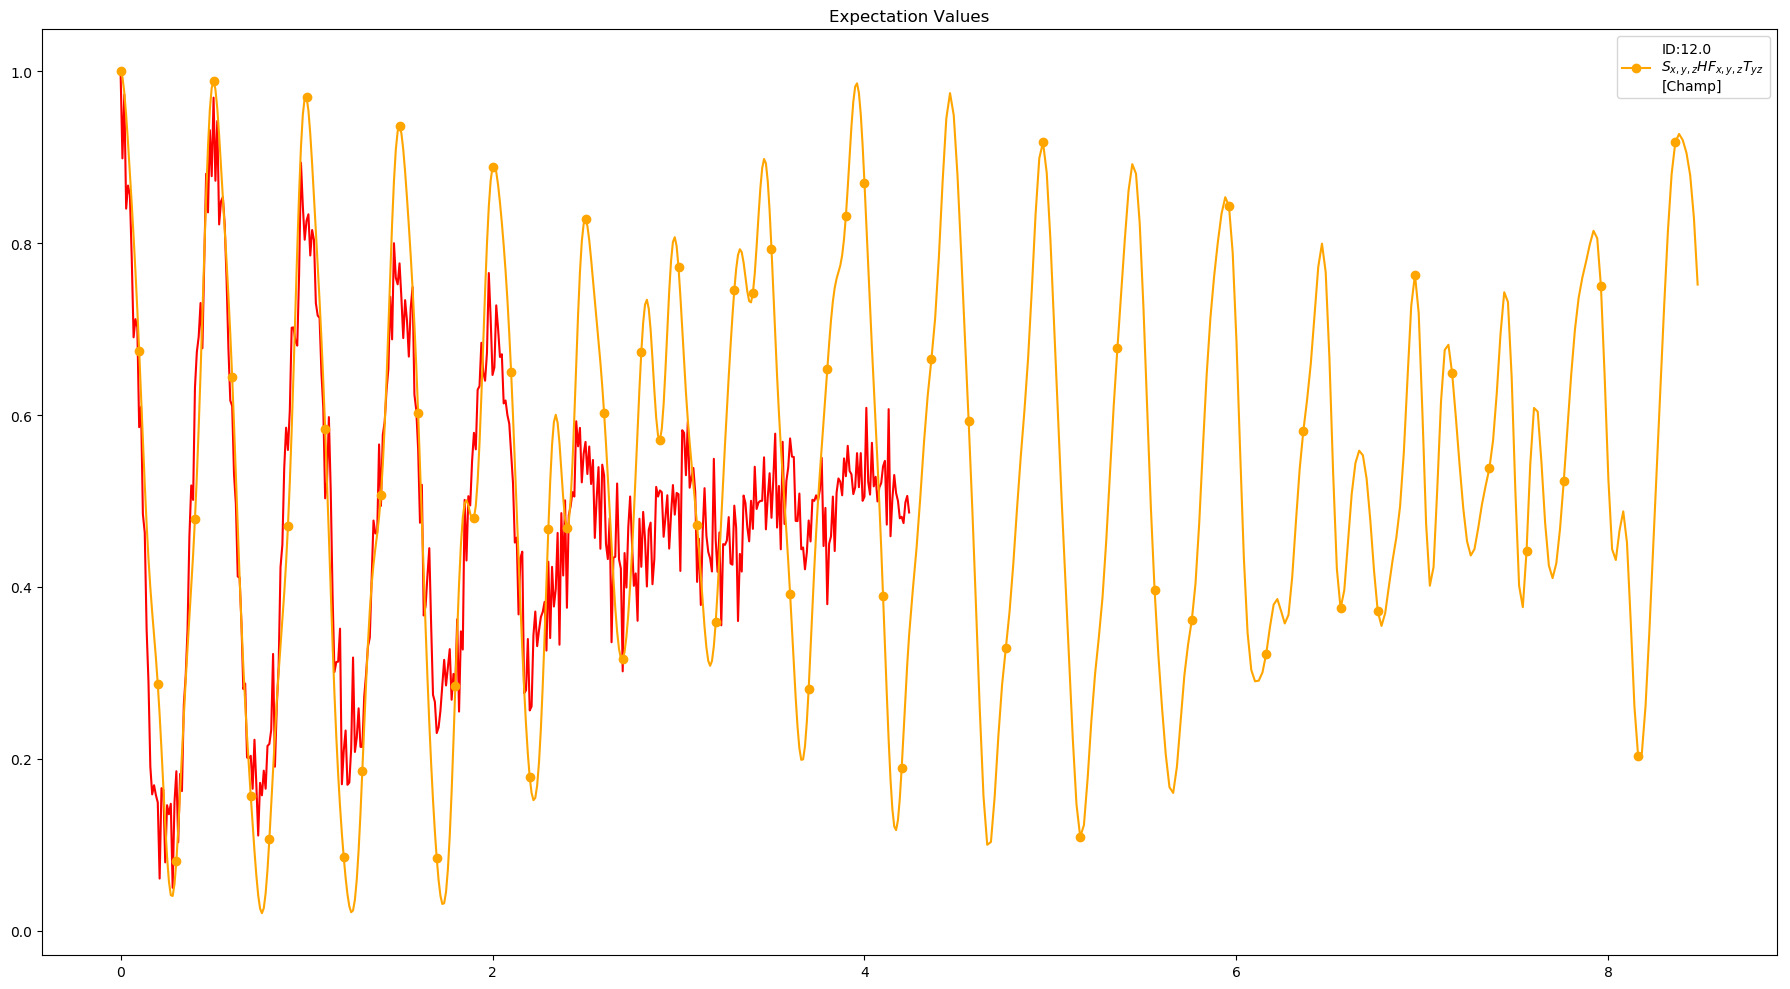 Expectation Values
ID:12.0
S_{x,y,z}HF_{x,y,z}T_{yz}
[Champ]
1.0
0.8
0.6
0.4
0.2
0.0
0 2 4 6 8